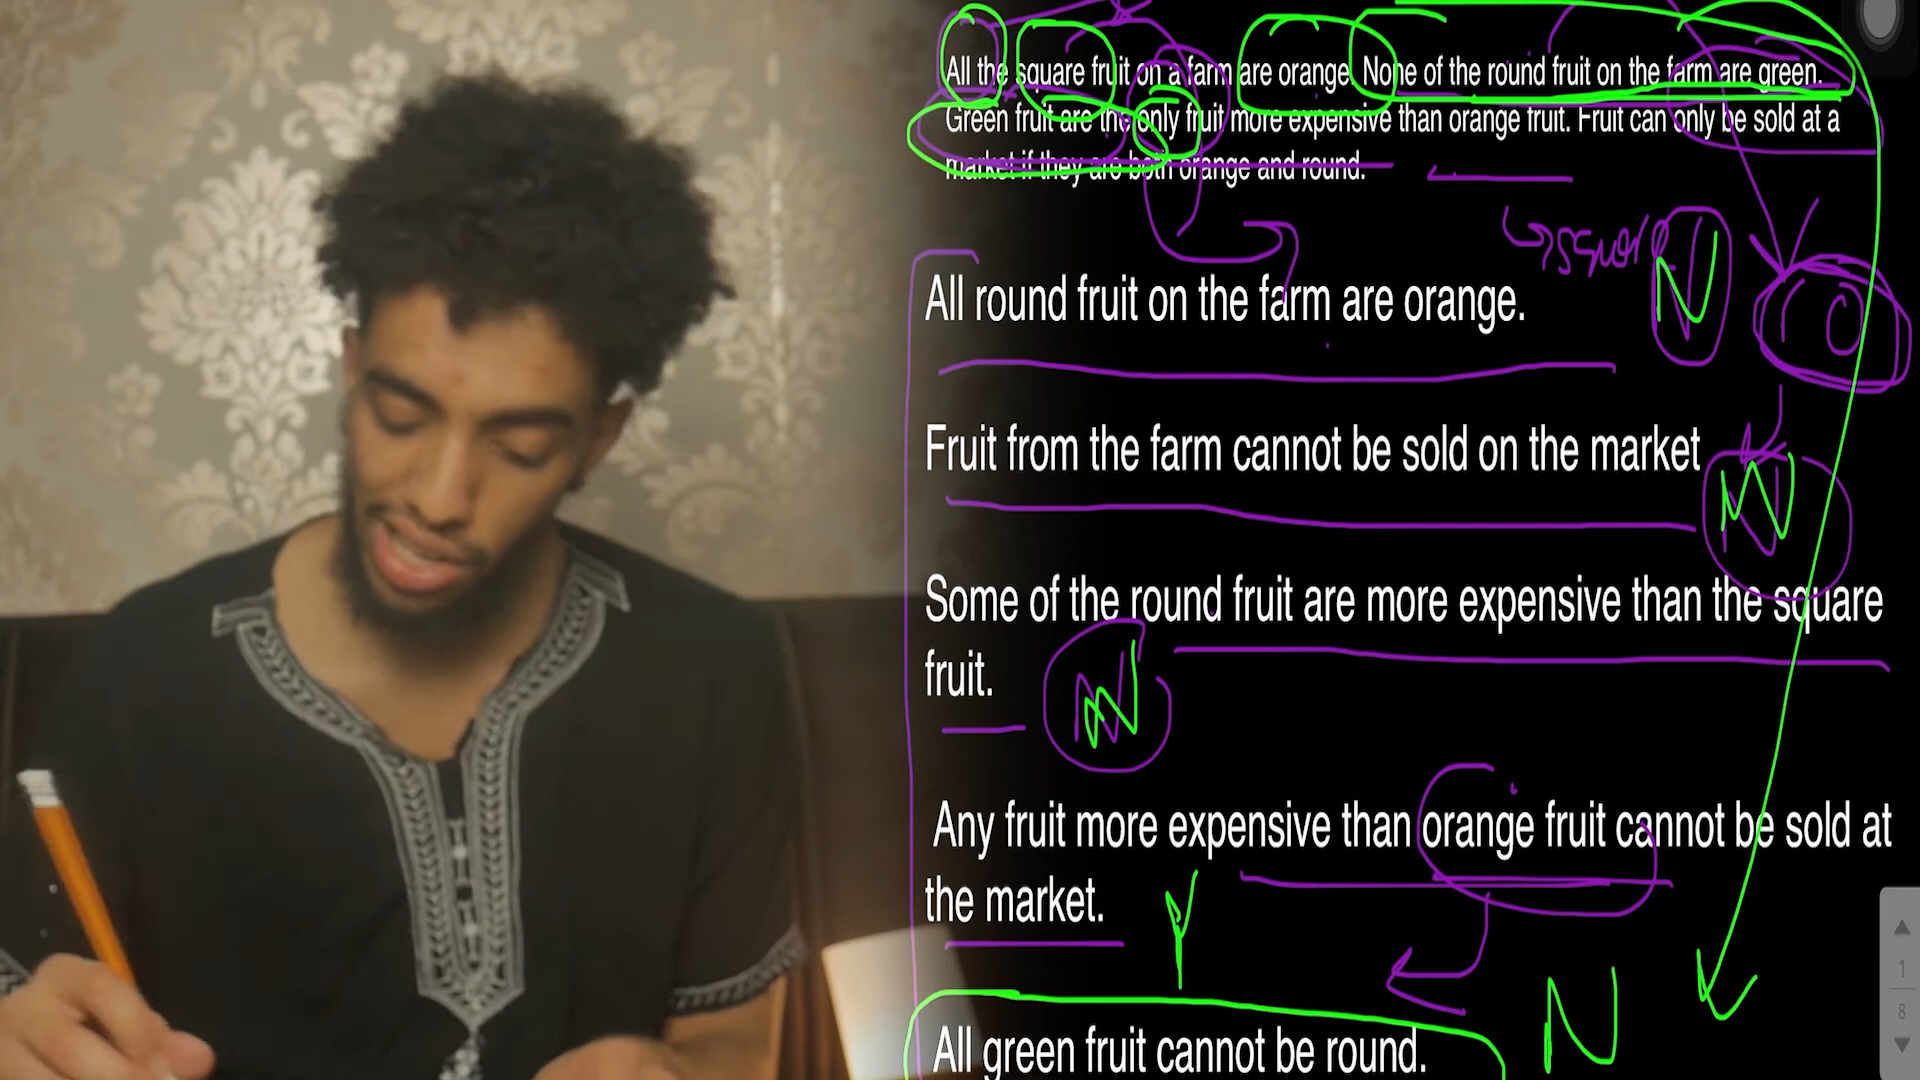 All the square fruit on a farm are orange. None of the round fruit on the farm are green.
Green fruit are the only fruit more expensive than orange fruit. Fruit can only be sold at a
market if they are both orange and round.
square
N
O
All round fruit on the farm are orange.
Fruit from the farm cannot be sold on the market
N
Some of the round fruit are more expensive than the square
fruit.
N
Any fruit more expensive than orange fruit cannot be sold at
the market.
Y
N
All green fruit cannot be round.
1
8